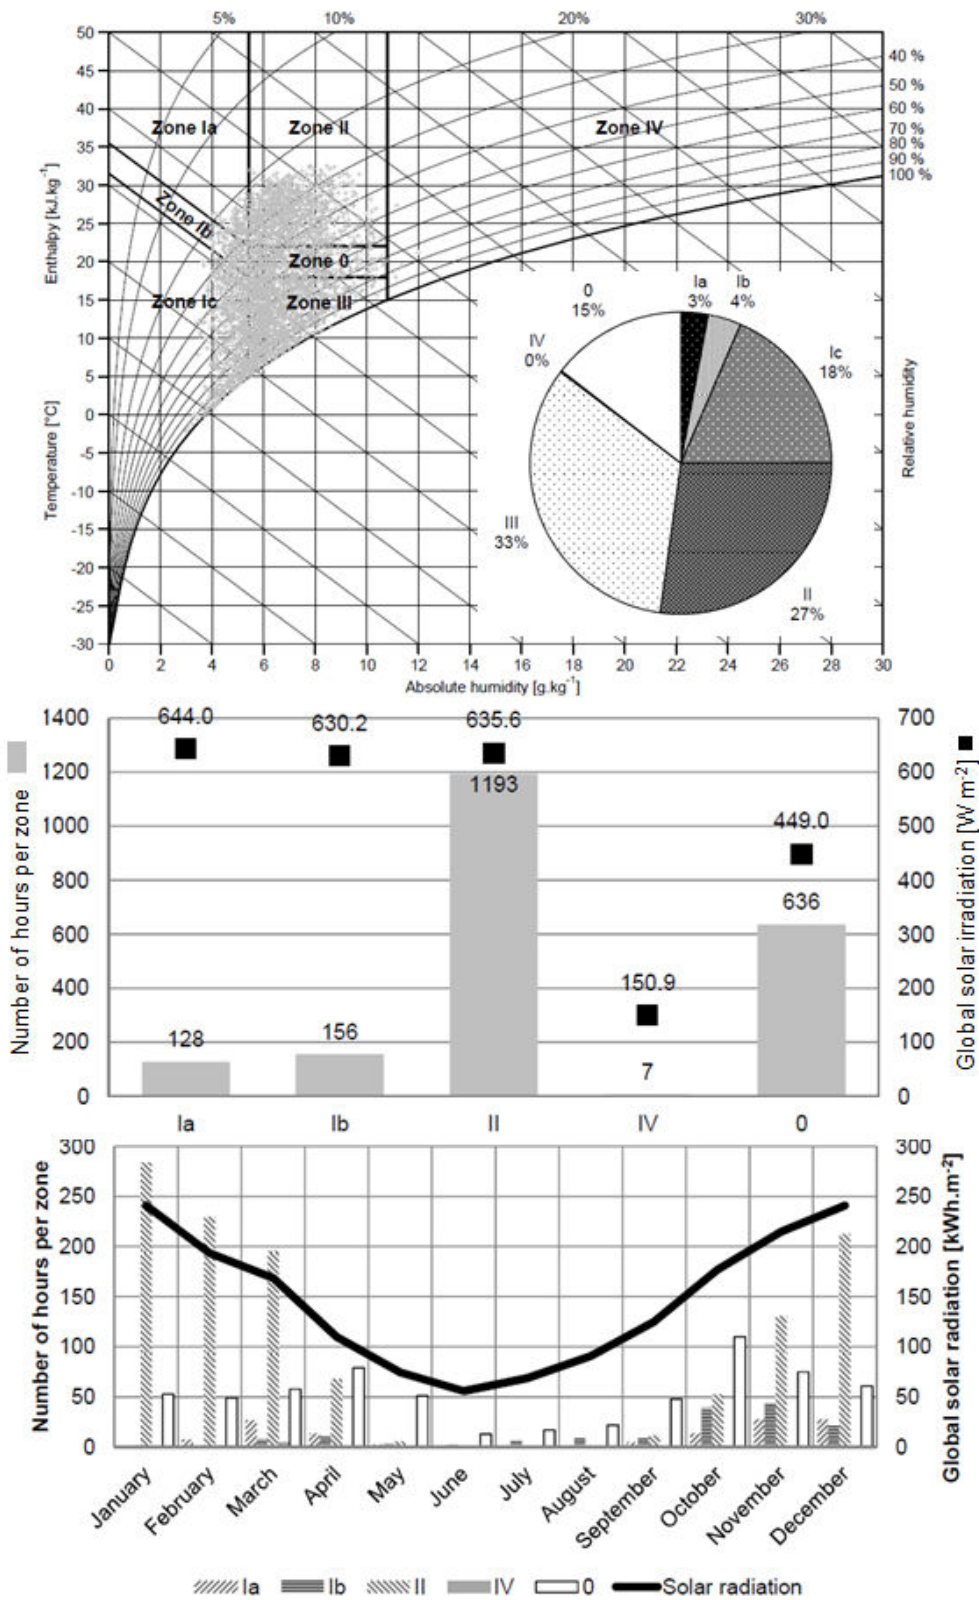 5% 10% 20% 30%
50
45
40
35
30
25
20
15
10
5
0
-5
-10
-15
-20
-25
-30
Enthalpy [kJ.kg⁻¹]
Temperature [°C]
40 %
50 %
60 %
70 %
80 %
90 %
100 %
Relative humidity
Zone Ia Zone II Zone IV
Zone Ib
Zone 0
Zone Ic Zone III
0
15%
Ia
3%
Ib
4%
IV
0%
Ic
18%
III
33%
II
27%
0 2 4 6 8 10 12 14 16 18 20 22 24 26 28 30
Absolute humidity [g.kg⁻¹]
Number of hours per zone
1400
1200
1000
800
600
400
200
0
644.0 630.2 635.6
1193
449.0
636
150.9
128 156 7
700
600
500
400
300
200
100
0
Global solar irradiation [W m⁻²]
Ia Ib II IV 0
Number of hours per zone
300
250
200
150
100
50
0
300
250
200
150
100
50
0
Global solar radiation [kWh.m⁻²]
January February March April May June July August September October November December
Ia Ib II IV 0 Solar radiation